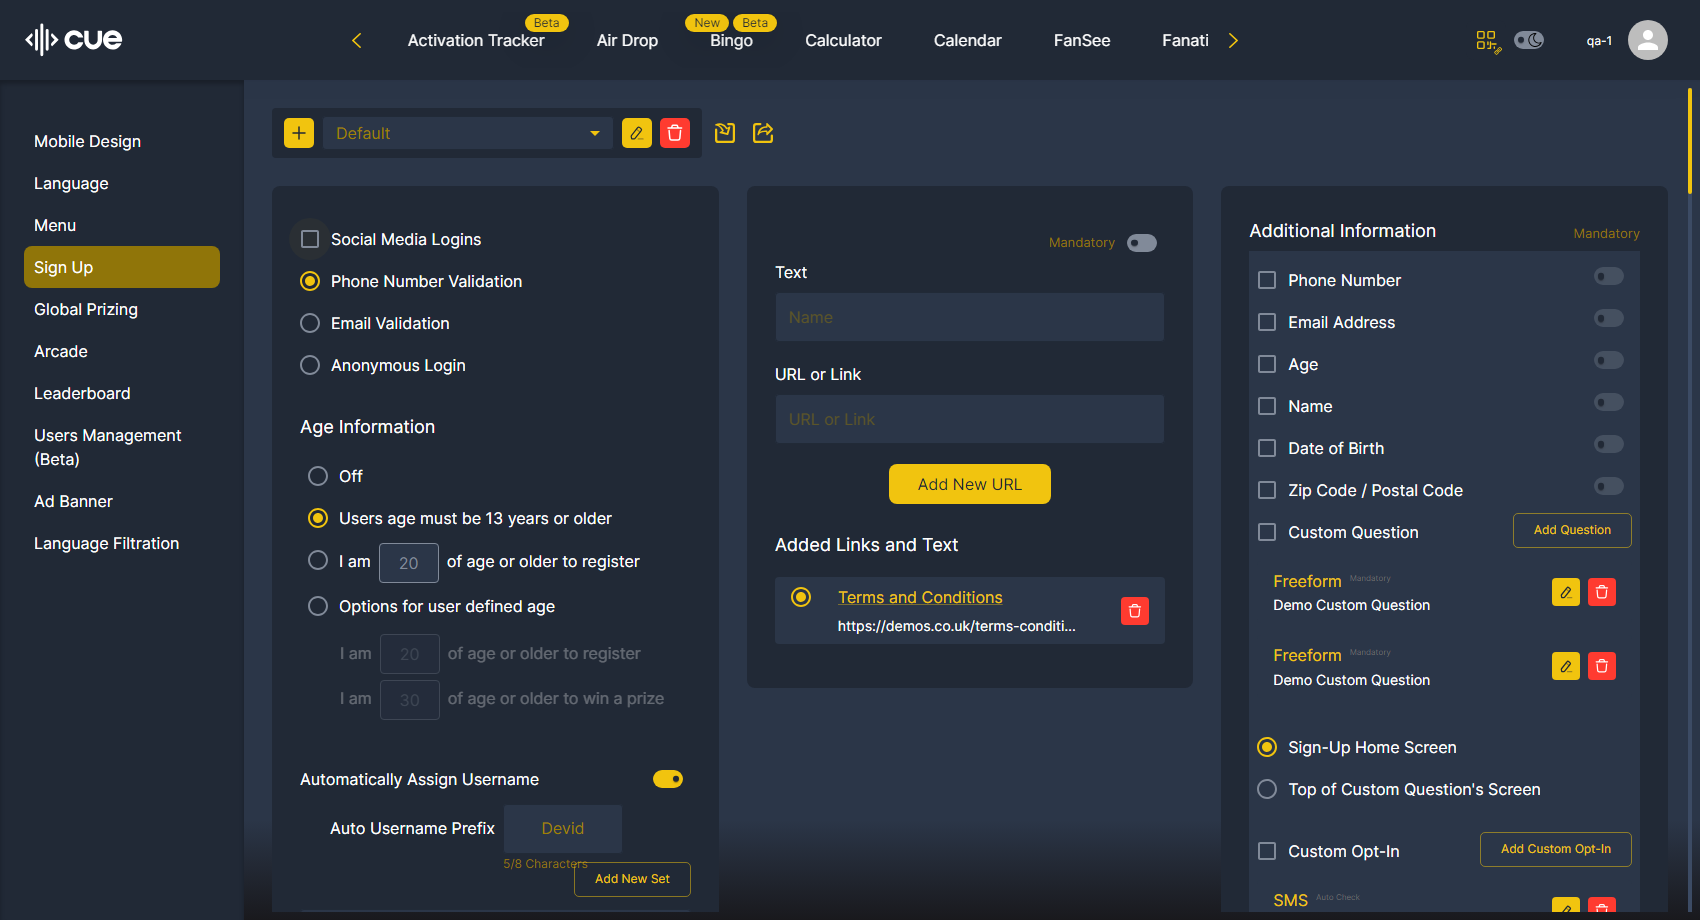 cue
Beta New Beta
Activation Tracker Air Drop Bingo Calculator Calendar FanSee Fanati
qa-1
Mobile Design
Language
Menu
Sign Up
Global Prizing
Arcade
Leaderboard
Users Management
(Beta)
Ad Banner
Language Filtration
Default
Social Media Logins
Phone Number Validation
Email Validation
Anonymous Login
Age Information
Off
Users age must be 13 years or older
I am 20 of age or older to register
Options for user defined age
I am 20 of age or older to register
I am 30 of age or older to win a prize
Automatically Assign Username
Auto Username Prefix Devid
5/8 Characters
Add New Set
Mandatory
Text
Name
URL or Link
URL or Link
Add New URL
Added Links and Text
Terms and Conditions
https://demos.co.uk/terms-conditi...
Additional Information Mandatory
Phone Number
Email Address
Age
Name
Date of Birth
Zip Code / Postal Code
Custom Question Add Question
Freeform Mandatory
Demo Custom Question
Freeform Mandatory
Demo Custom Question
Sign-Up Home Screen
Top of Custom Question's Screen
Custom Opt-In Add Custom Opt-In
SMS Auto Check